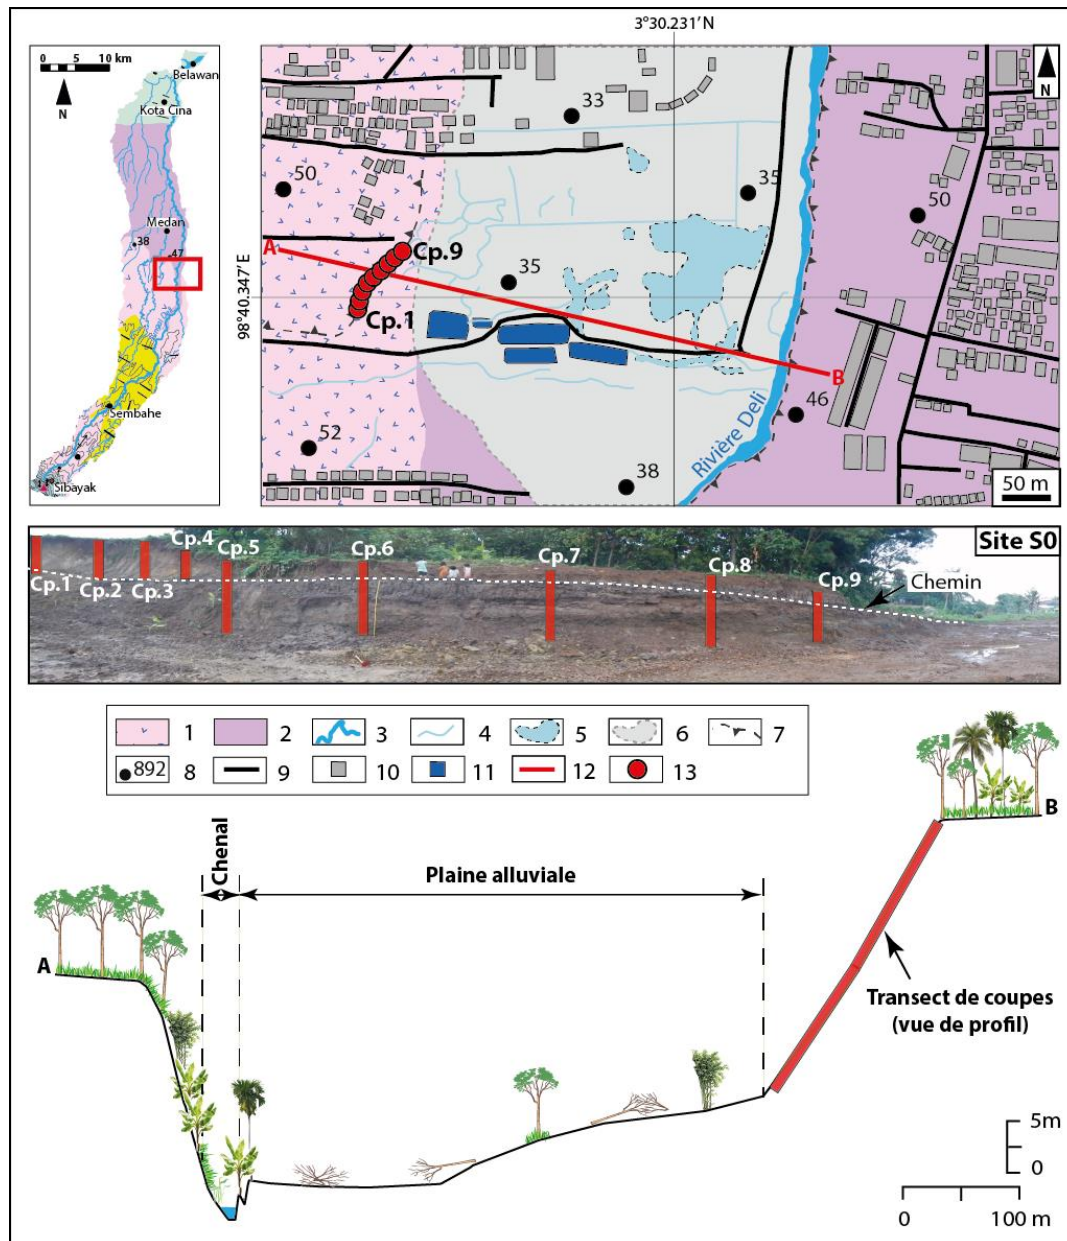 3°30.231' N
0 5 10 km
N
Belawan
Kota Cina
Medan
38
47
Sembahe
Sibayak
98°40.347' E
N
33
50
35
50
A
Cp.9
35
Cp.1
B
46
52
38
Rivière Deli
50 m
Site S0
Cp.1
Cp.2
Cp.3
Cp.4
Cp.5
Cp.6
Cp.7
Cp.8
Cp.9
Chemin
1 2 3 4 5 6 7
892 8 9 10 11 12 13
Chenal
Plaine alluviale
A
B
Transect de coupes
(vue de profil)
5m
0
0 100 m